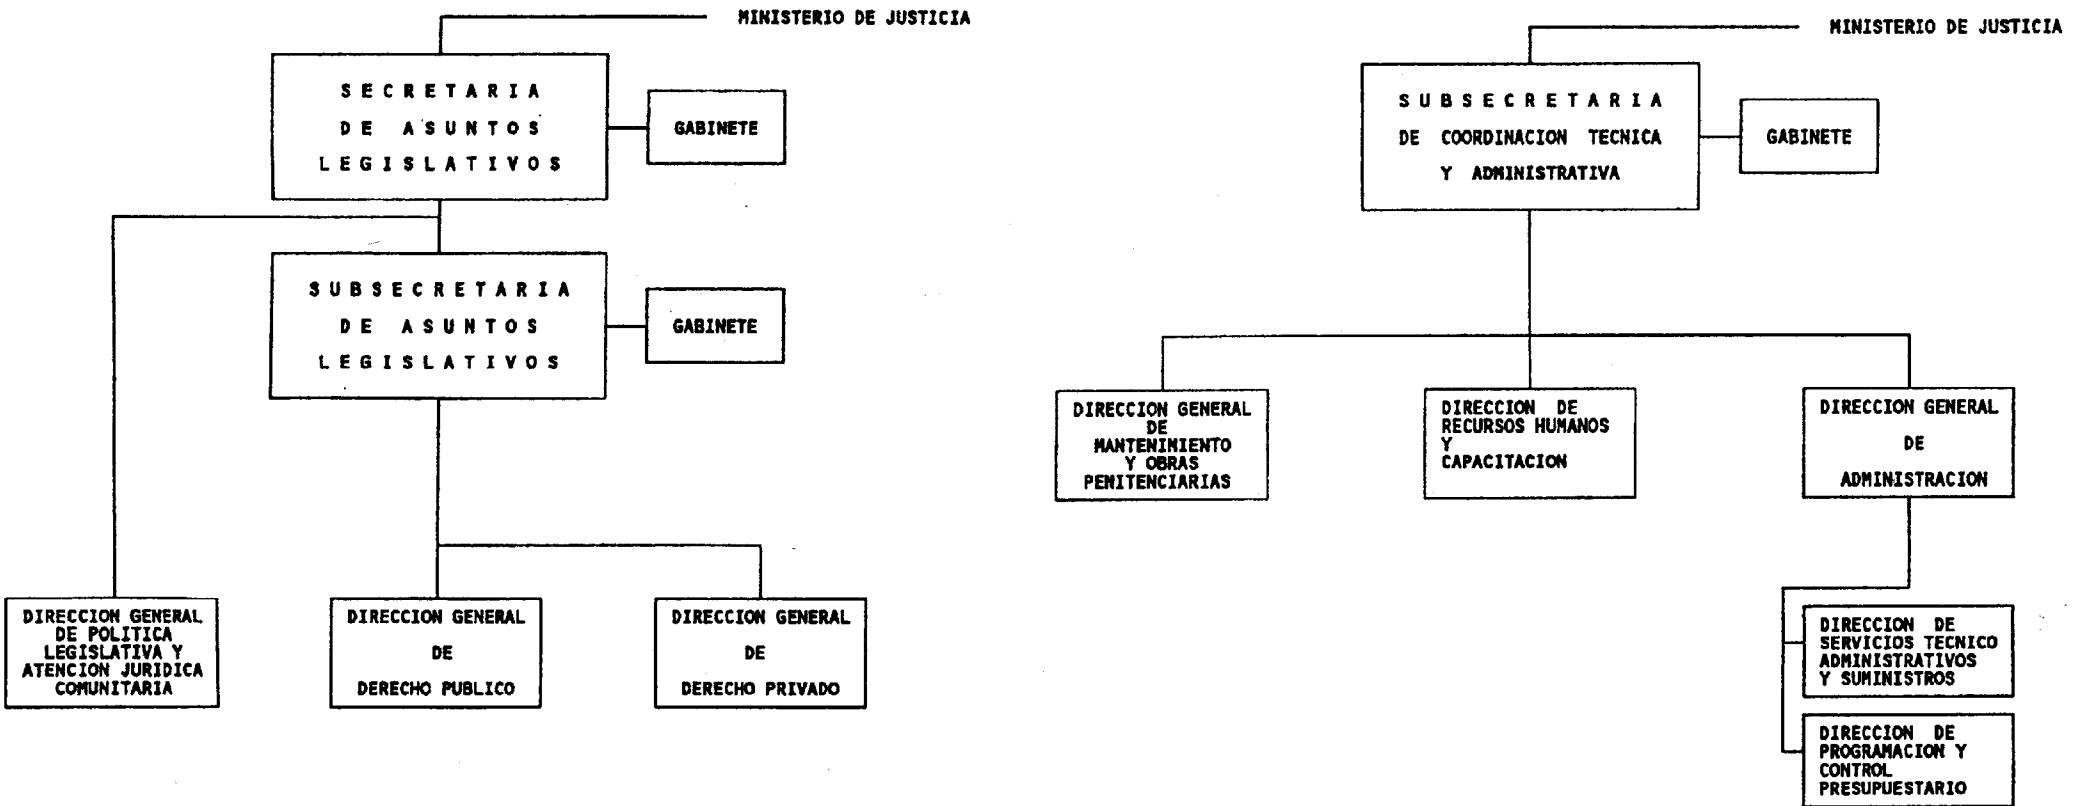 MINISTERIO DE JUSTICIA
SECRETARIA
DE ASUNTOS
LEGISLATIVOS
GABINETE
SUBSECRETARIA
DE ASUNTOS
LEGISLATIVOS
GABINETE
DIRECCION GENERAL
DE POLITICA
LEGISLATIVA Y
ATENCION JURIDICA
COMUNITARIA
DIRECCION GENERAL
DE
DERECHO PUBLICO
DIRECCION GENERAL
DE
DERECHO PRIVADO
MINISTERIO DE JUSTICIA
SUBSECRETARIA
DE COORDINACION TECNICA
Y ADMINISTRATIVA
GABINETE
DIRECCION GENERAL
DE
MANTENIMIENTO
Y OBRAS
PENITENCIARIAS
DIRECCION DE
RECURSOS HUMANOS
Y
CAPACITACION
DIRECCION GENERAL
DE
ADMINISTRACION
DIRECCION DE
SERVICIOS TECNICO
ADMINISTRATIVOS
Y SUMINISTROS
DIRECCION DE
PROGRAMACION Y
CONTROL
PRESUPUESTARIO